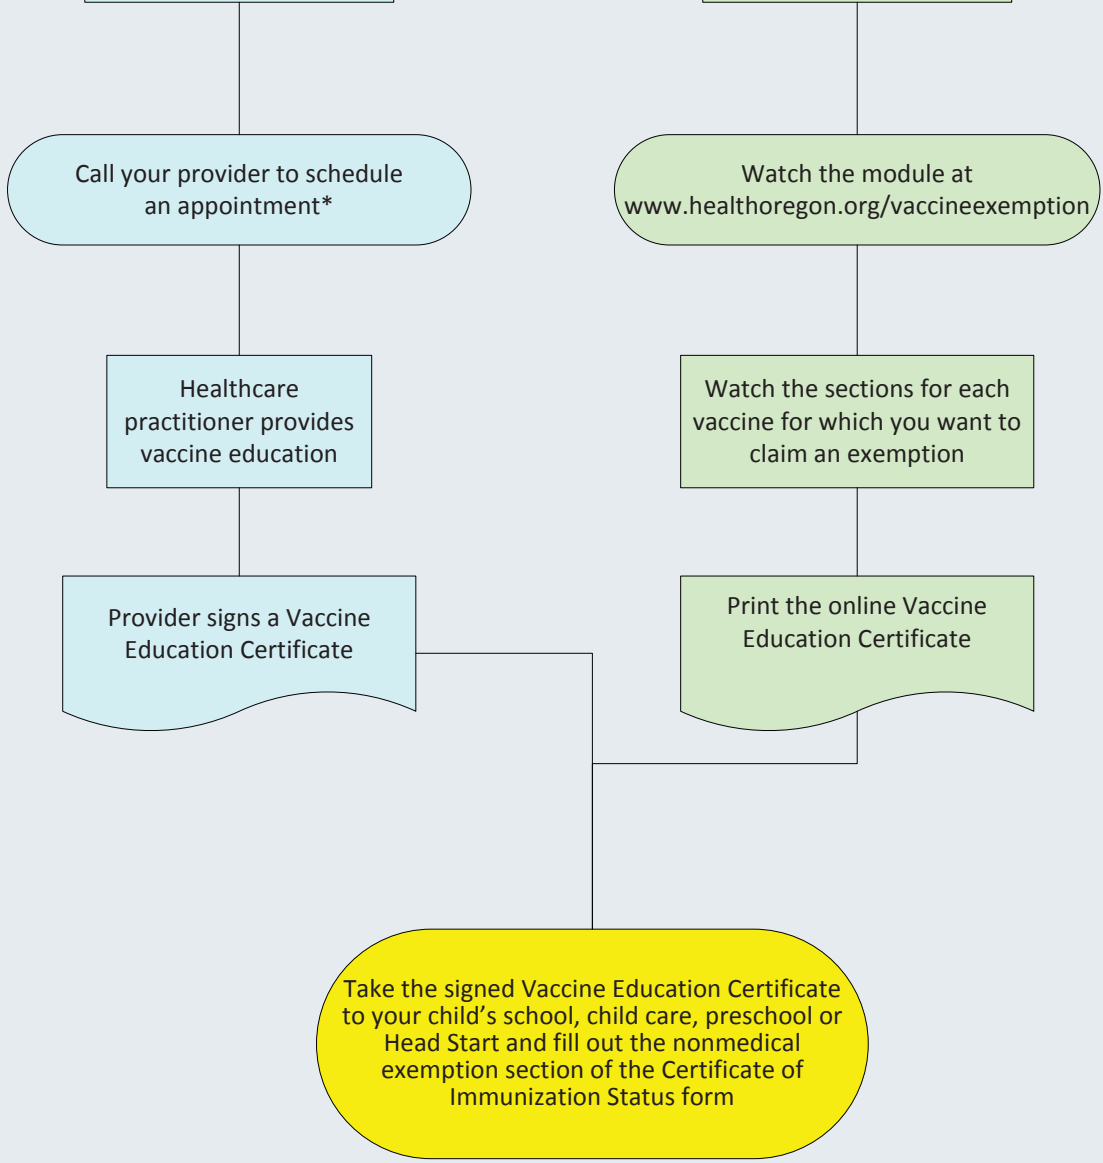 Call your provider to schedule
an appointment*
Watch the module at
www.healthoregon.org/vaccineexemption
Healthcare
practitioner provides
vaccine education
Watch the sections for each
vaccine for which you want to
claim an exemption
Provider signs a Vaccine
Education Certificate
Print the online Vaccine
Education Certificate
Take the signed Vaccine Education Certificate
to your child’s school, child care, preschool or
Head Start and fill out the nonmedical
exemption section of the Certificate of
Immunization Status form